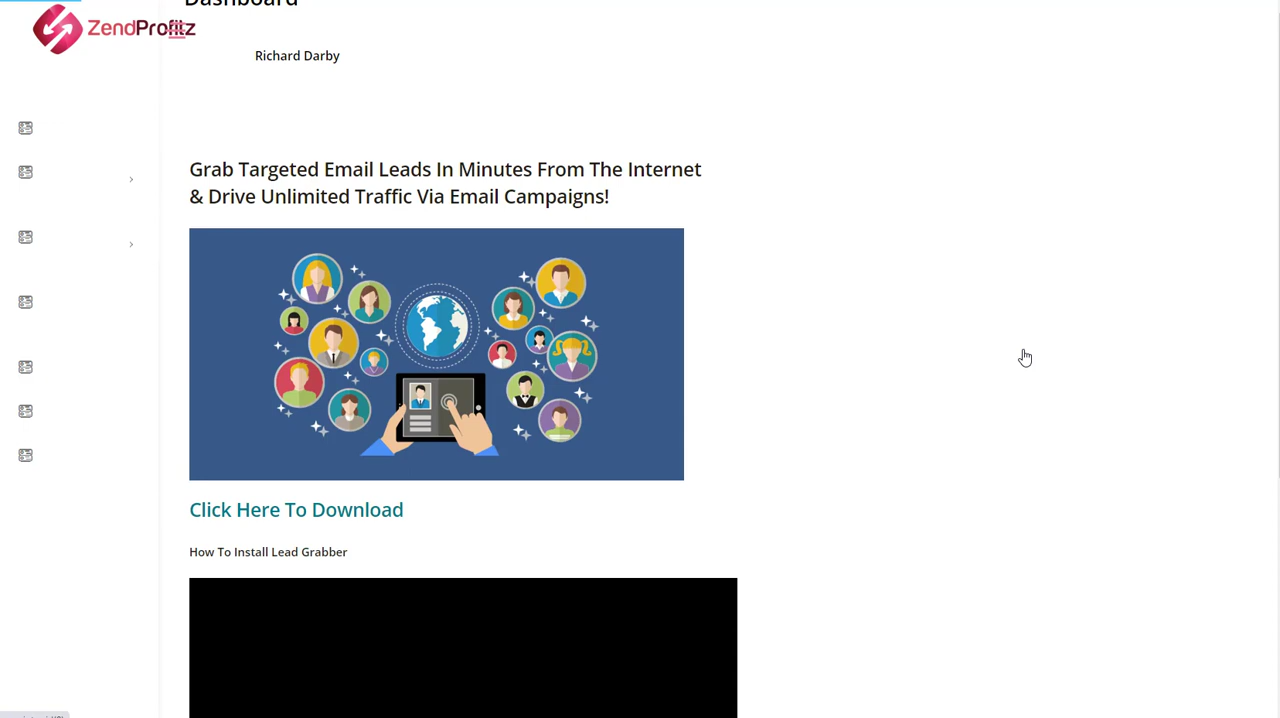 Dashboard
ZendProfitz
Richard Darby
Grab Targeted Email Leads In Minutes From The Internet
& Drive Unlimited Traffic Via Email Campaigns!
Click Here To Download
How To Install Lead Grabber